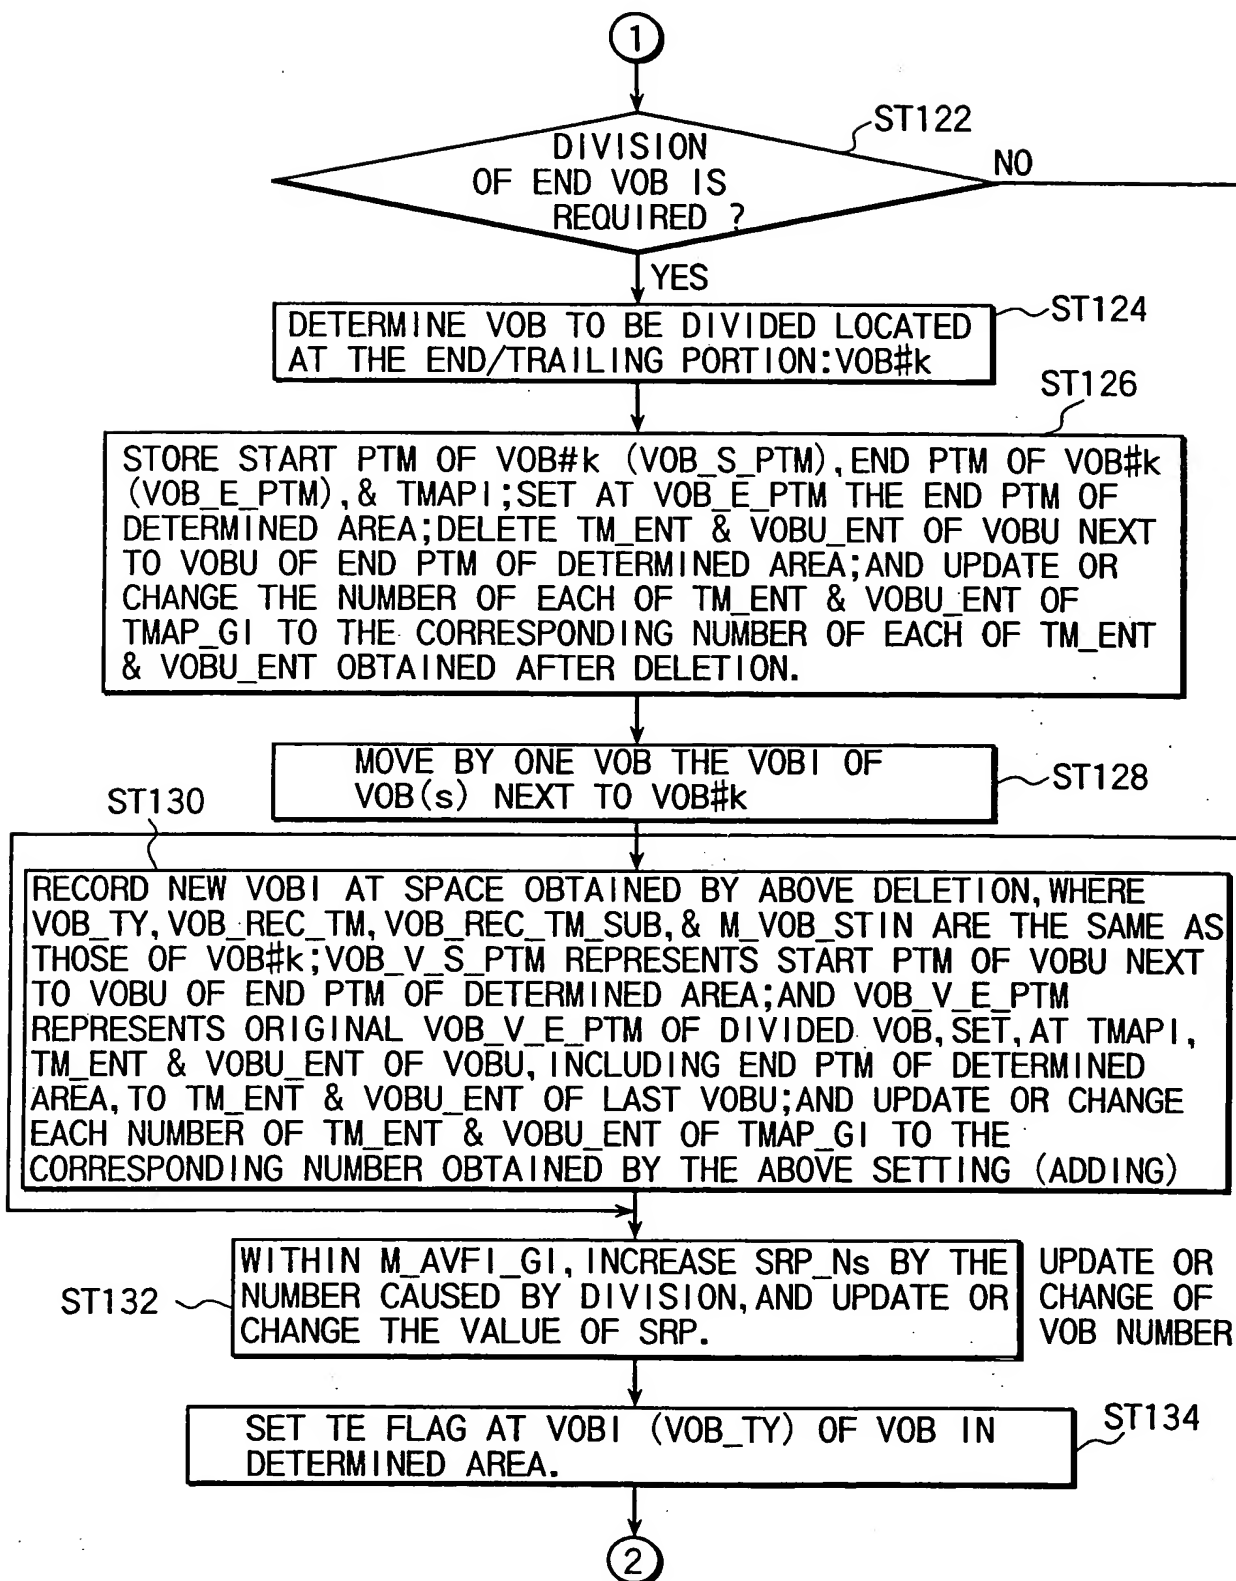 1
ST122
DIVISION
OF END VOB IS
REQUIRED ?
NO
YES
ST124
DETERMINE VOB TO BE DIVIDED LOCATED
AT THE END/TRAILING PORTION:VOB#k
ST126
STORE START PTM OF VOB#k (VOB_S_PTM),END PTM OF VOB#k
(VOB_E_PTM),& TMAPI;SET AT VOB_E_PTM THE END PTM OF
DETERMINED AREA;DELETE TM_ENT & VOBU_ENT OF VOBU NEXT
TO VOBU OF END PTM OF DETERMINED AREA;AND UPDATE OR
CHANGE THE NUMBER OF EACH OF TM_ENT & VOBU_ENT OF
TMAP_GI TO THE CORRESPONDING NUMBER OF EACH OF TM_ENT
& VOBU_ENT OBTAINED AFTER DELETION.
MOVE BY ONE VOB THE VOBI OF
VOB(s) NEXT TO VOB#k
ST128
ST130
RECORD NEW VOBI AT SPACE OBTAINED BY ABOVE DELETION,WHERE
VOB_TY,VOB_REC_TM,VOB_REC_TM_SUB,& M_VOB_STIN ARE THE SAME AS
THOSE OF VOB#k;VOB_V_S_PTM REPRESENTS START PTM OF VOBU NEXT
TO VOBU OF END PTM OF DETERMINED AREA;AND VOB_V_E_PTM
REPRESENTS ORIGINAL VOB_V_E_PTM OF DIVIDED VOB,SET,AT TMAPI,
TM_ENT & VOBU_ENT OF VOBU,INCLUDING END PTM OF DETERMINED
AREA,TO TM_ENT & VOBU_ENT OF LAST VOBU;AND UPDATE OR CHANGE
EACH NUMBER OF TM_ENT & VOBU_ENT OF TMAP_GI TO THE
CORRESPONDING NUMBER OBTAINED BY THE ABOVE SETTING (ADDING)
ST132
WITHIN M_AVFI_GI,INCREASE SRP_Ns BY THE
NUMBER CAUSED BY DIVISION,AND UPDATE OR
CHANGE THE VALUE OF SRP.
UPDATE OR
CHANGE OF
VOB NUMBER
SET TE FLAG AT VOBI (VOB_TY) OF VOB IN
DETERMINED AREA.
ST134
2